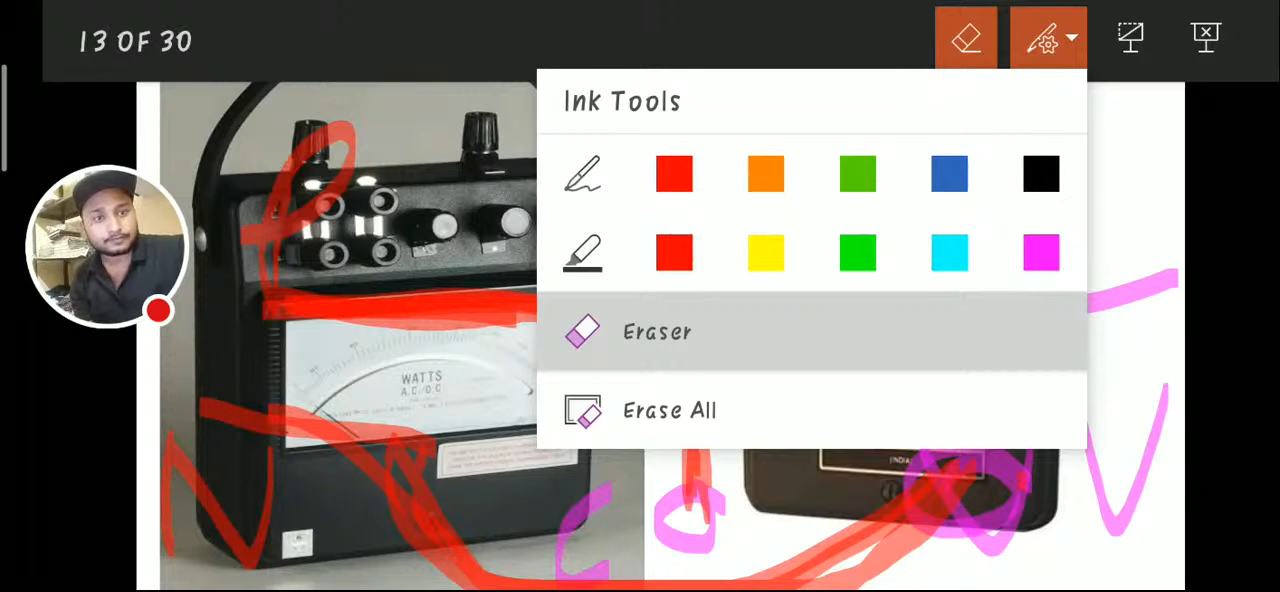 13 OF 30
Ink Tools
Eraser
Erase All
WATTS
A.C./D.C
INDIA